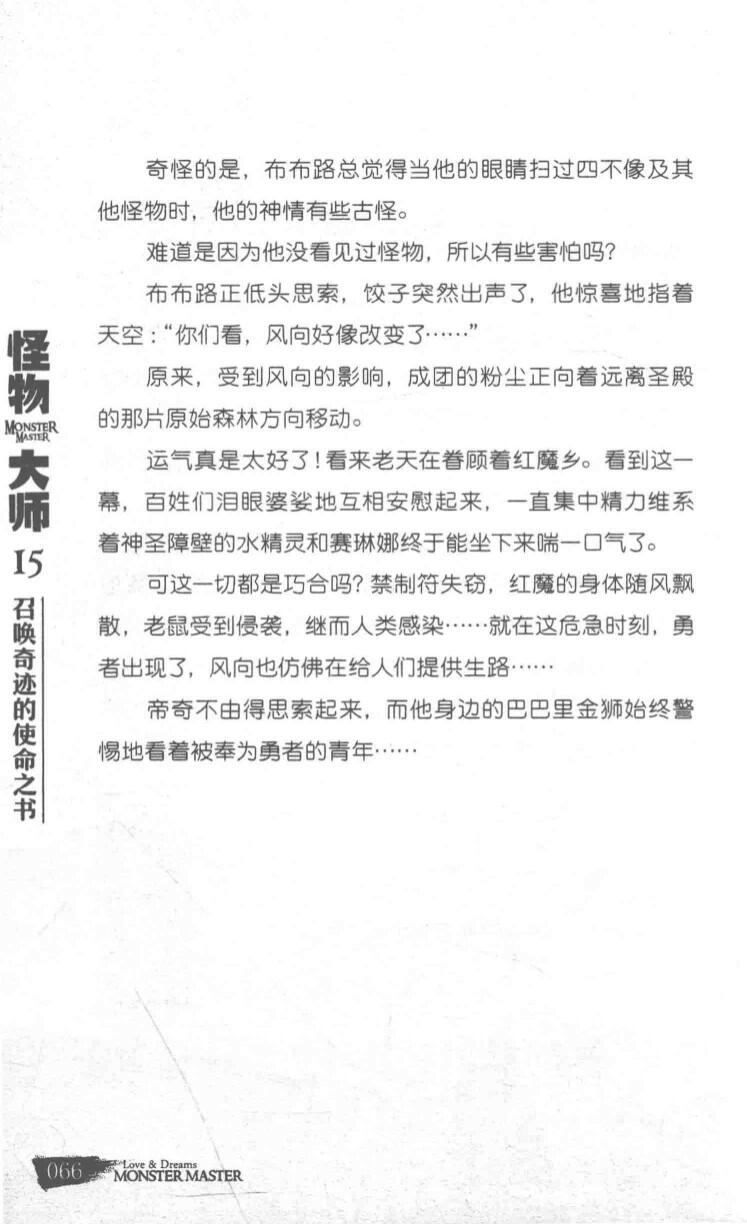 奇怪的是，布布路总觉得当他的眼睛扫过四不像及其
他怪物时，他的神情有些古怪。
难道是因为他没看见过怪物，所以有些害怕吗？
布布路正低头思索，饺子突然出声了，他惊喜地指着
天空：“你们看，风向好像改变了……”
原来，受到风向的影响，成团的粉尘正向着远离圣殿
的那片原始森林方向移动。
运气真是太好了！看来老天在眷顾着红魔乡。看到这一
幕，百姓们泪眼婆娑地互相安慰起来，一直集中精力维系
着神圣障壁的水精灵和赛琳娜终于能坐下来喘一口气了。
可这一切都是巧合吗？禁制符失窃，红魔的身体随风飘
散，老鼠受到侵袭，继而人类感染……就在这危急时刻，勇
者出现了，风向也仿佛在给人们提供生路……
帝奇不由得思索起来，而他身边的巴巴里金狮始终警
惕地看着被奉为勇者的青年……
怪物
MONSTER
MASTER
大师
15
召唤奇迹的使命之书
066
Love & Dreams
MONSTER MASTER